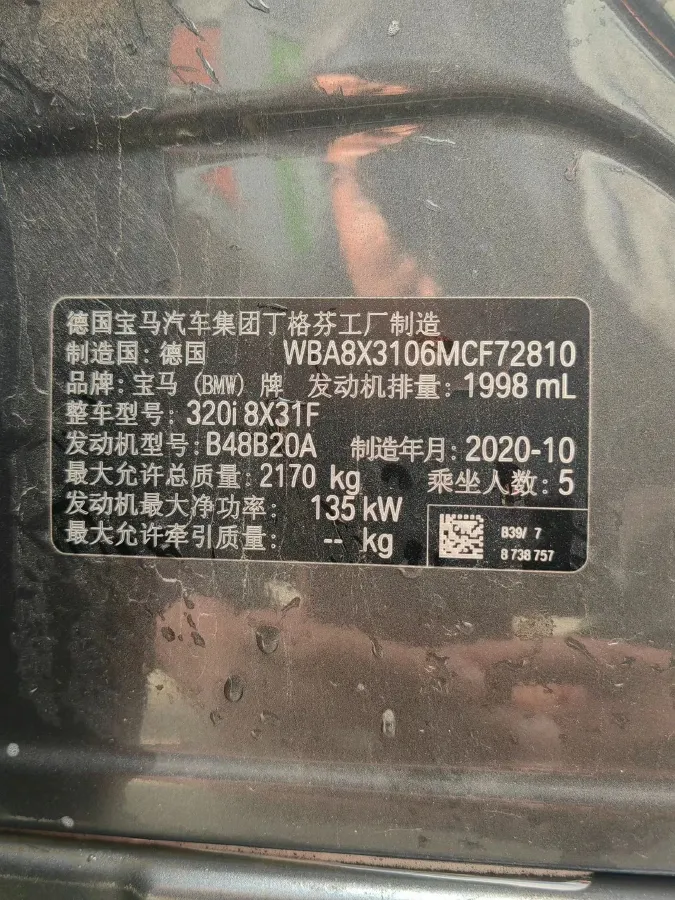 德国宝马汽车集团丁格芬工厂制造
制造国：德国 WBA8X3106MCF72810
品牌：宝马（BMW）牌 发动机排量：1998 mL
整车型号：320i 8X31F
发动机型号：B48B20A 制造年月：2020-10
最大允许总质量：2170 kg 乘坐人数：5
发动机最大净功率： 135 kW
最大允许牵引质量： -- kg
B39/ 7
8 738 757